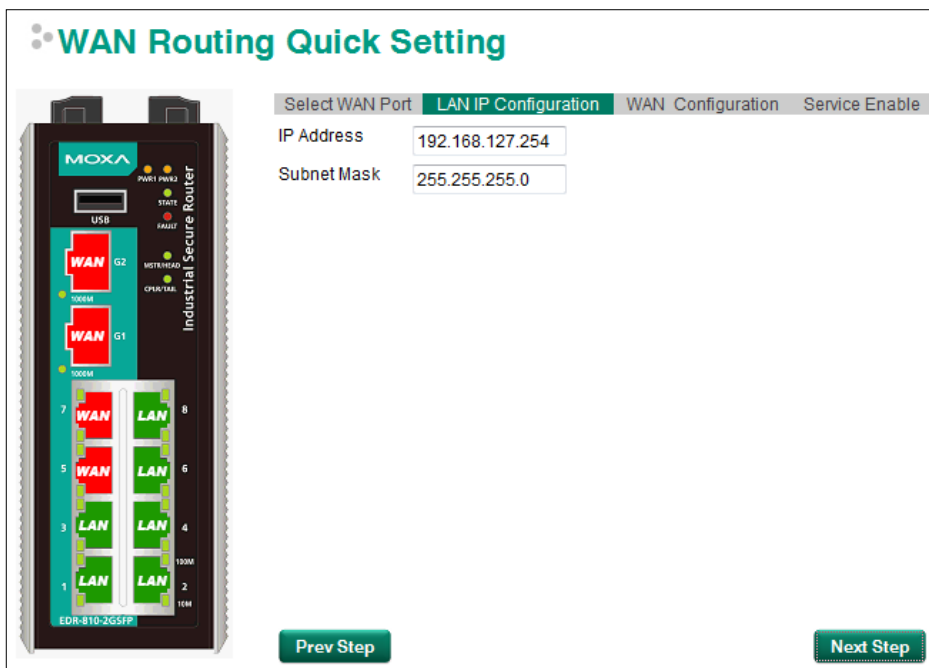 WAN Routing Quick Setting
Select WAN Port LAN IP Configuration WAN Configuration Service Enable
IP Address 192.168.127.254
Subnet Mask 255.255.255.0
MOXA
PWR1 PWR2
STATE
FAULT
USB
Industrial Secure Router
MSTR/HEAD
CPLR/TAIL
WAN G2
1000M
WAN G1
1000M
7 WAN LAN 8
5 WAN LAN 6
3 LAN LAN 4
100M
1 LAN LAN 2
10M
EDR-810-2GSFP
Prev Step Next Step